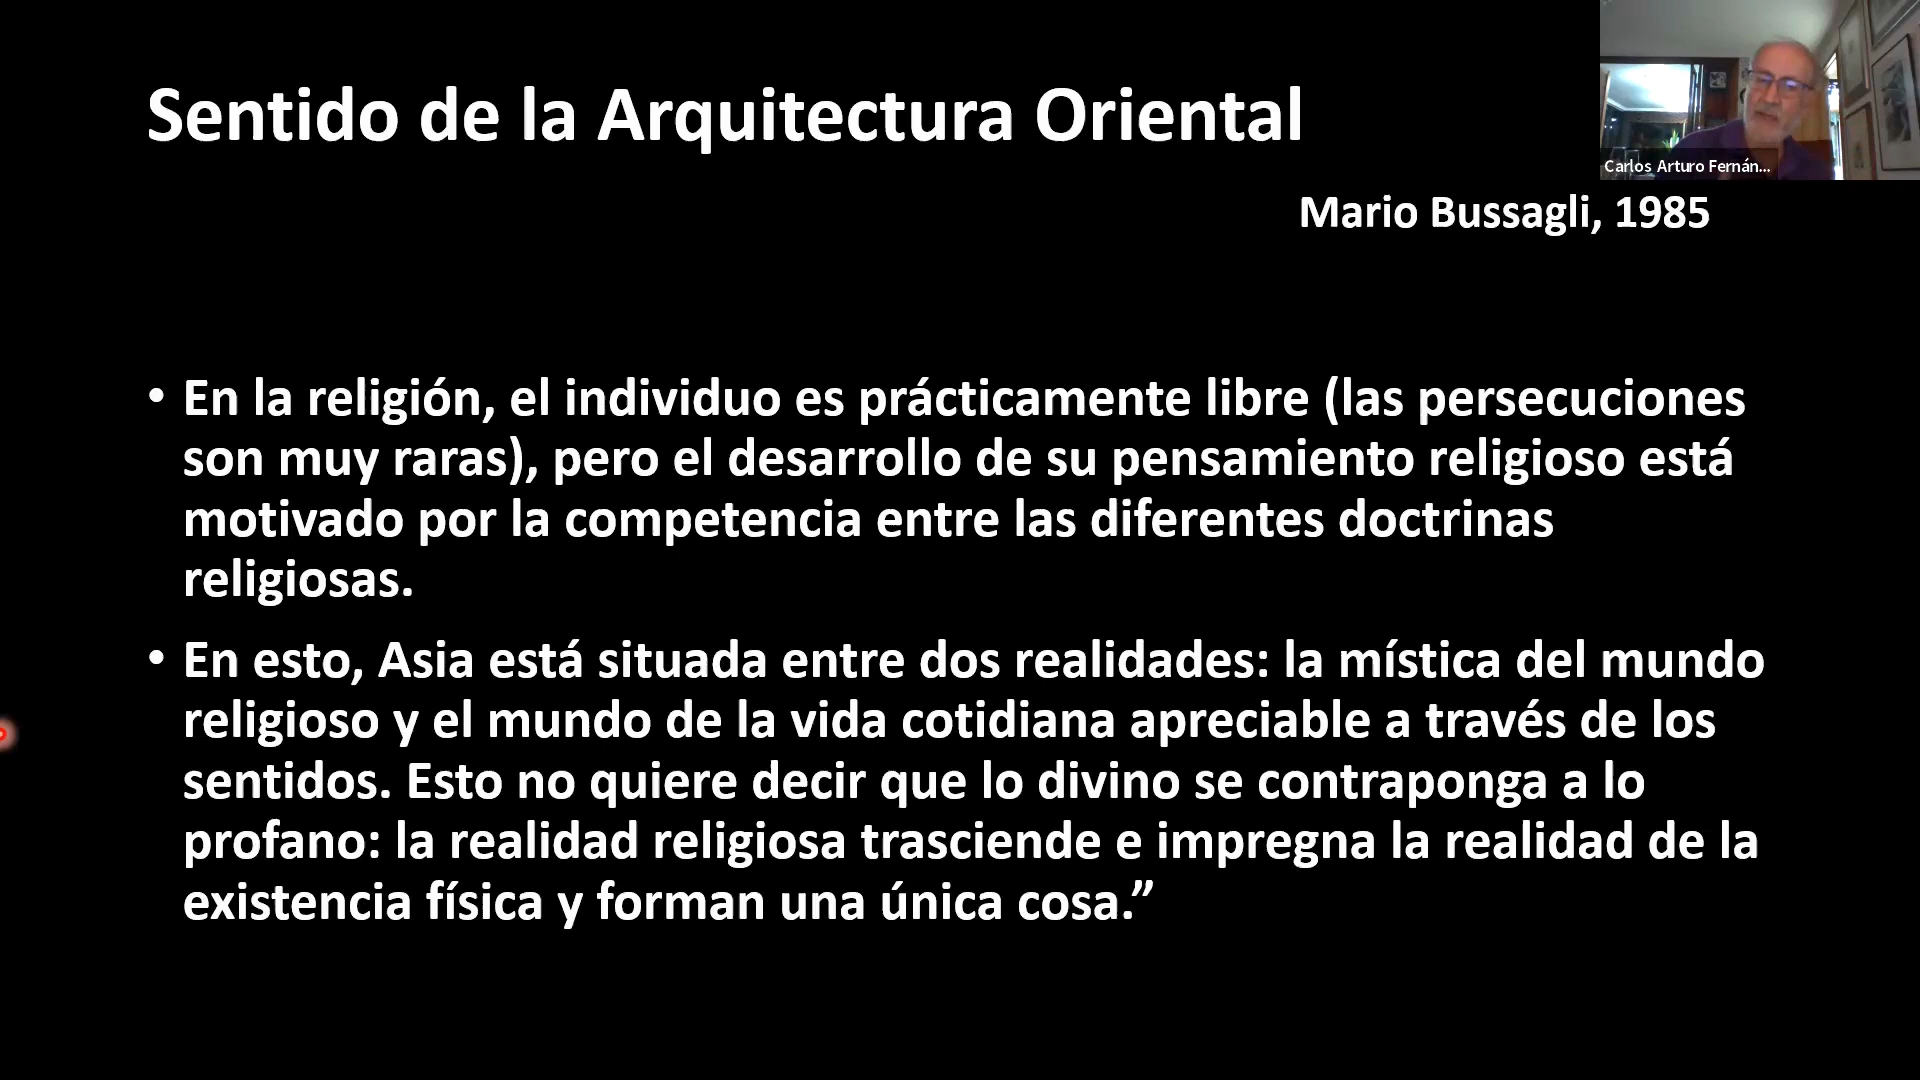 Sentido de la Arquitectura Oriental
Carlos Arturo Fernán...
Mario Bussagli, 1985
• En la religión, el individuo es prácticamente libre (las persecuciones
son muy raras), pero el desarrollo de su pensamiento religioso está
motivado por la competencia entre las diferentes doctrinas
religiosas.
• En esto, Asia está situada entre dos realidades: la mística del mundo
religioso y el mundo de la vida cotidiana apreciable a través de los
sentidos. Esto no quiere decir que lo divino se contraponga a lo
profano: la realidad religiosa trasciende e impregna la realidad de la
existencia física y forman una única cosa.”